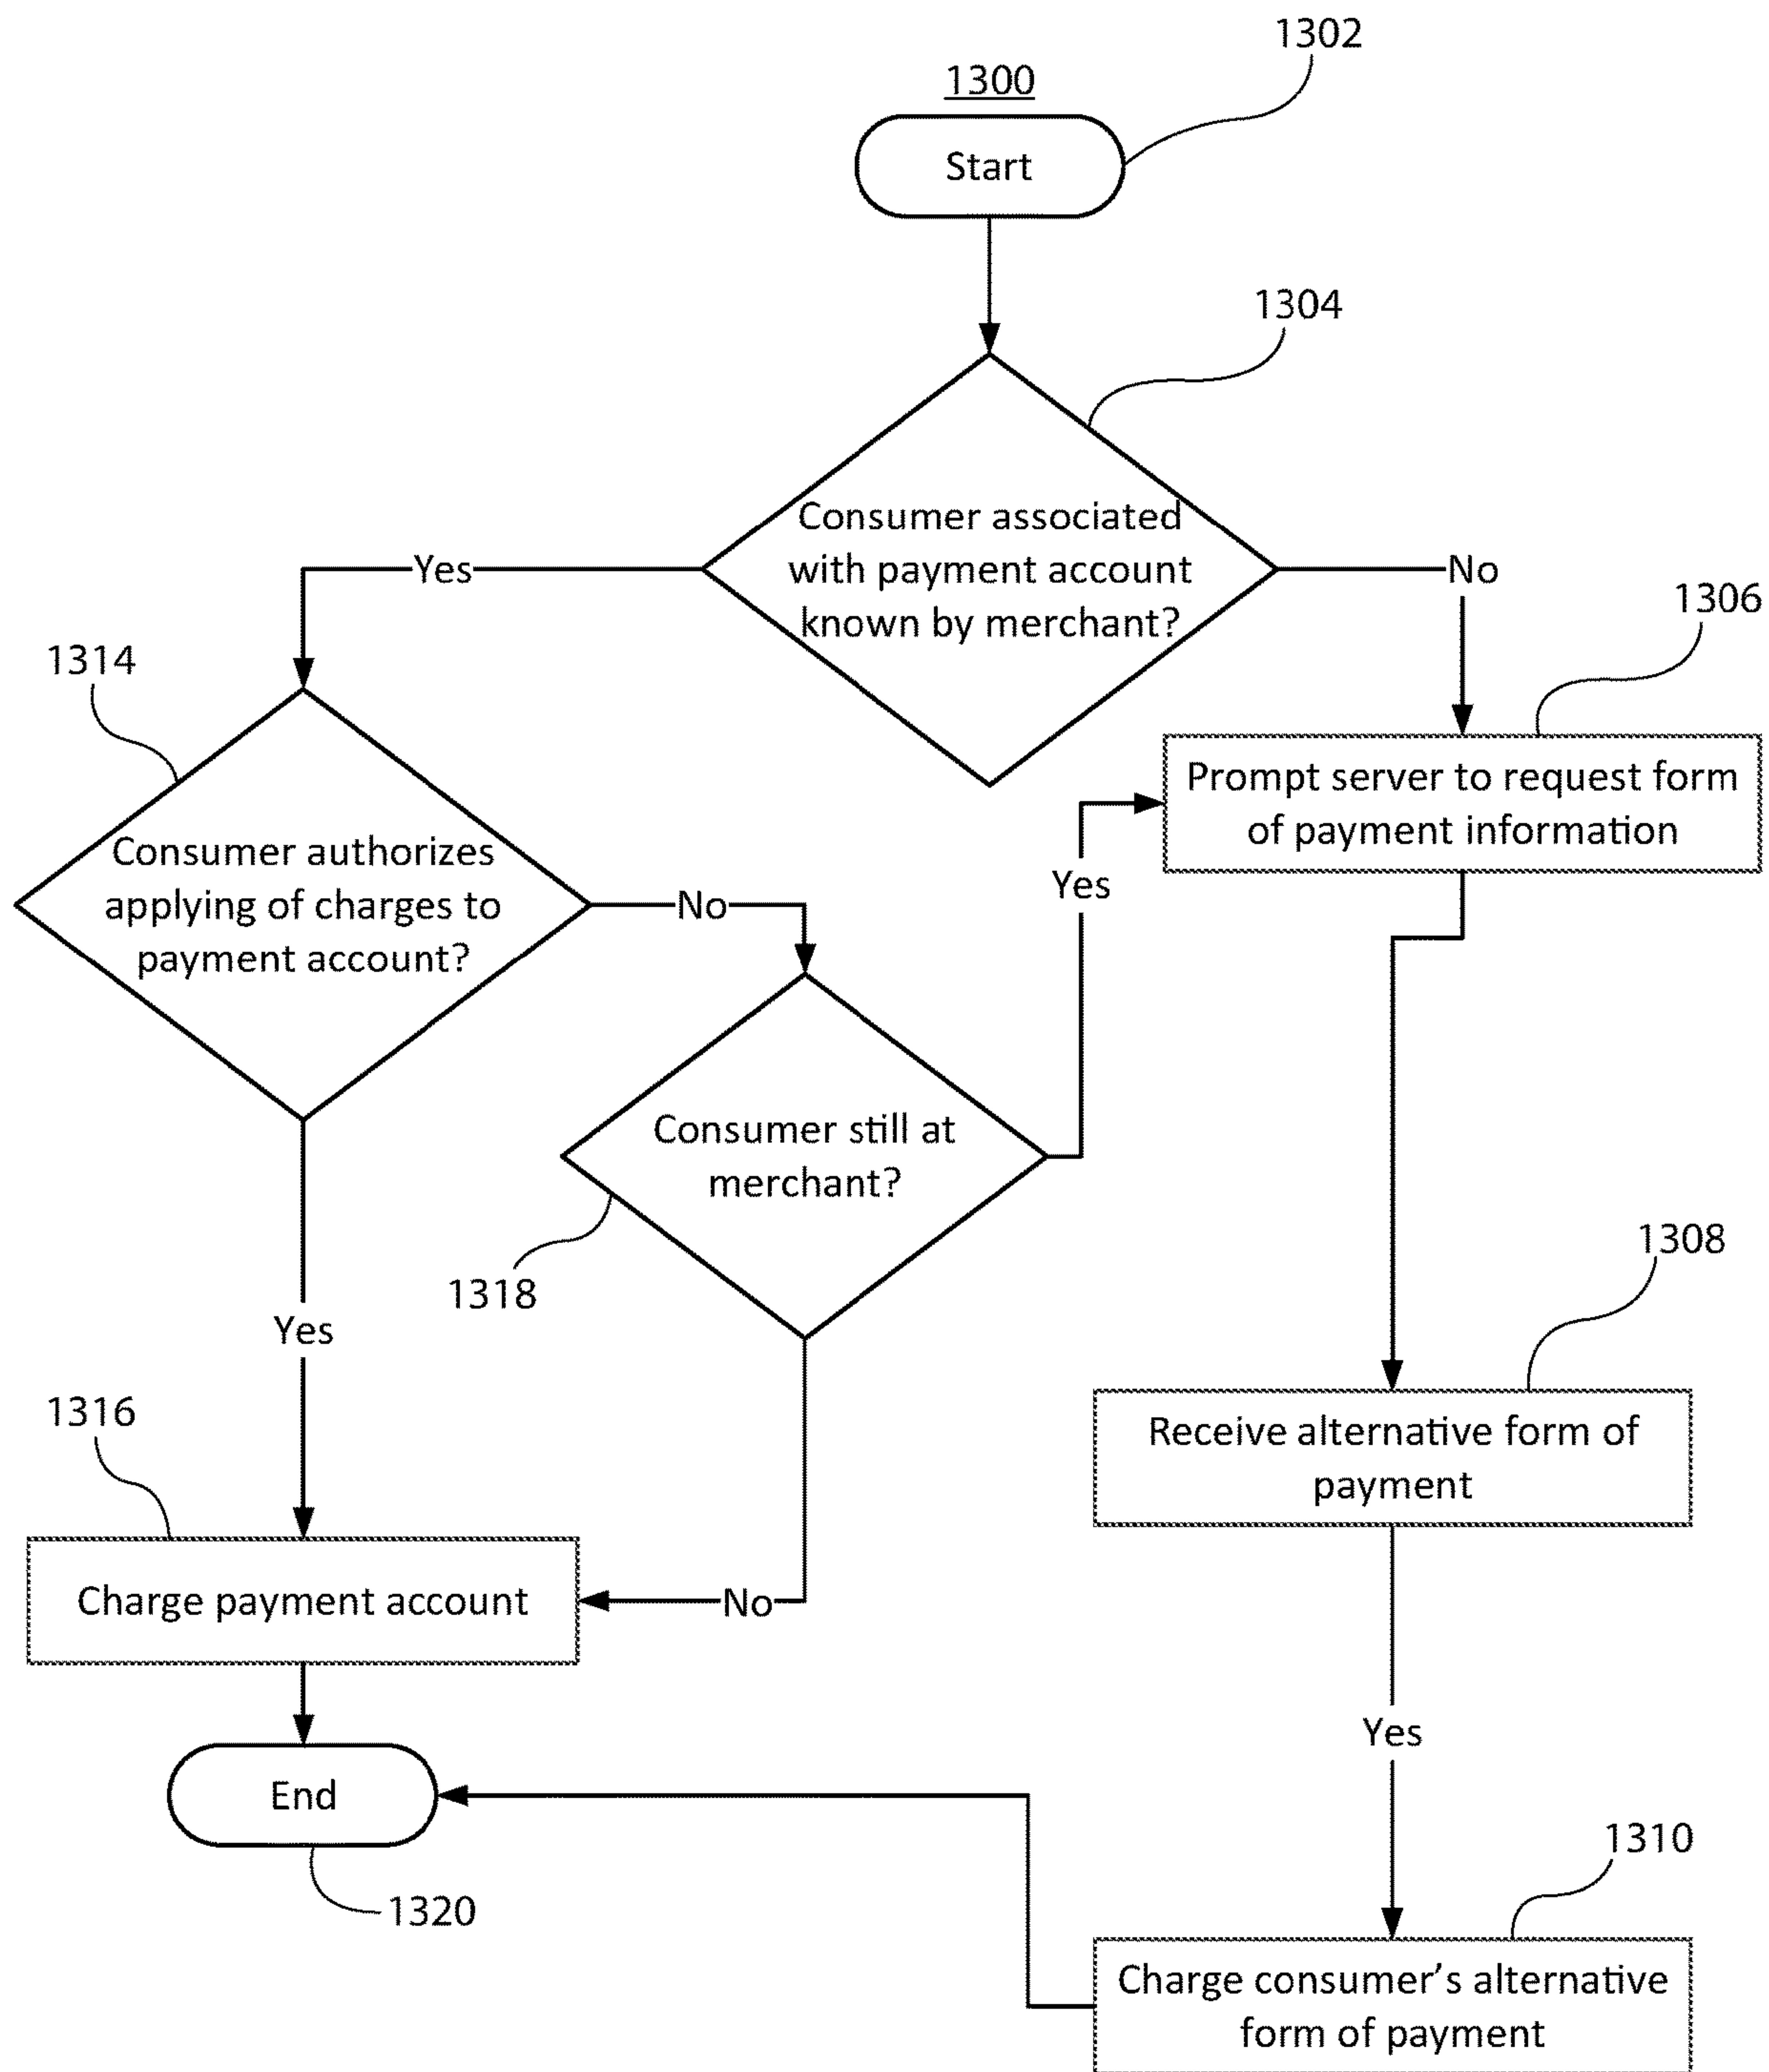 1302
1300
Start
1304
Consumer associated
with payment account
known by merchant?
Yes
No
1306
1314
Prompt server to request form
of payment information
Consumer authorizes
applying of charges to
payment account?
No
Yes
Consumer still at
merchant?
1318
1308
Yes
1316
Receive alternative form of
payment
Charge payment account
No
Yes
End
1310
1320
Charge consumer’s alternative
form of payment